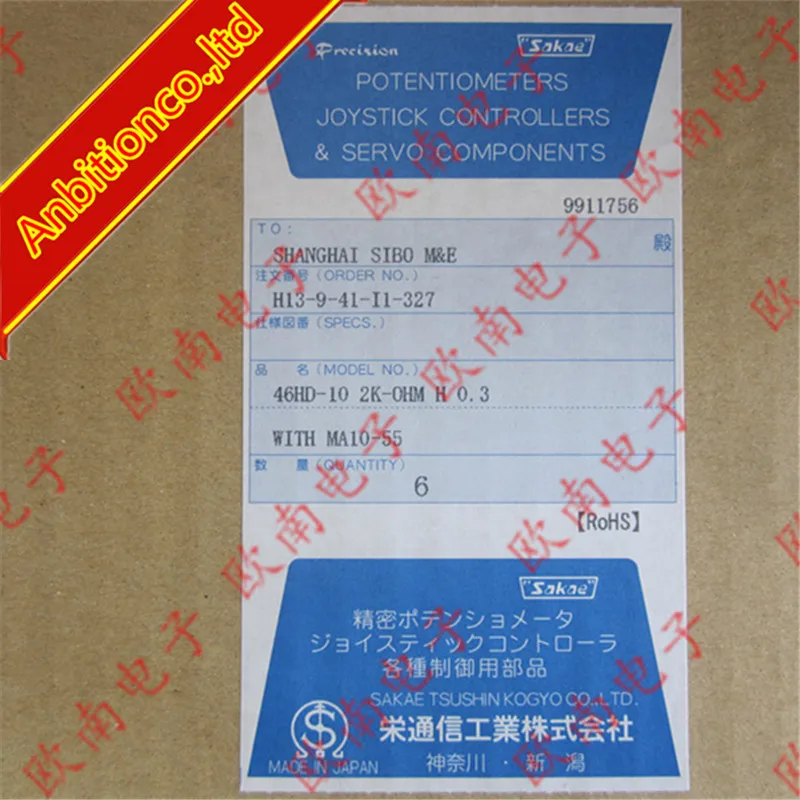 Anbitionco.,ltd
Precision "Sakae"
POTENTIOMETERS
JOYSTICK CONTROLLERS
& SERVO COMPONENTS
9911756
TO:
SHANGHAI SIBO M&E 殿
注文番号 (ORDER NO.)
H13-9-41-I1-327
仕様図番 (SPECS.)
品 名 (MODEL NO.)
46HD-10 2K-OHM H 0.3
WITH MA10-55
数 量 (QUANTITY)
6
【RoHS】
"Sakae"
精密ポテンショメータ
ジョイスティックコントローラ
各種制御用部品
SAKAE TSUSHIN KOGYO CO.,LTD.
栄通信工業株式会社
MADE IN JAPAN 神奈川・新潟
欧南电子